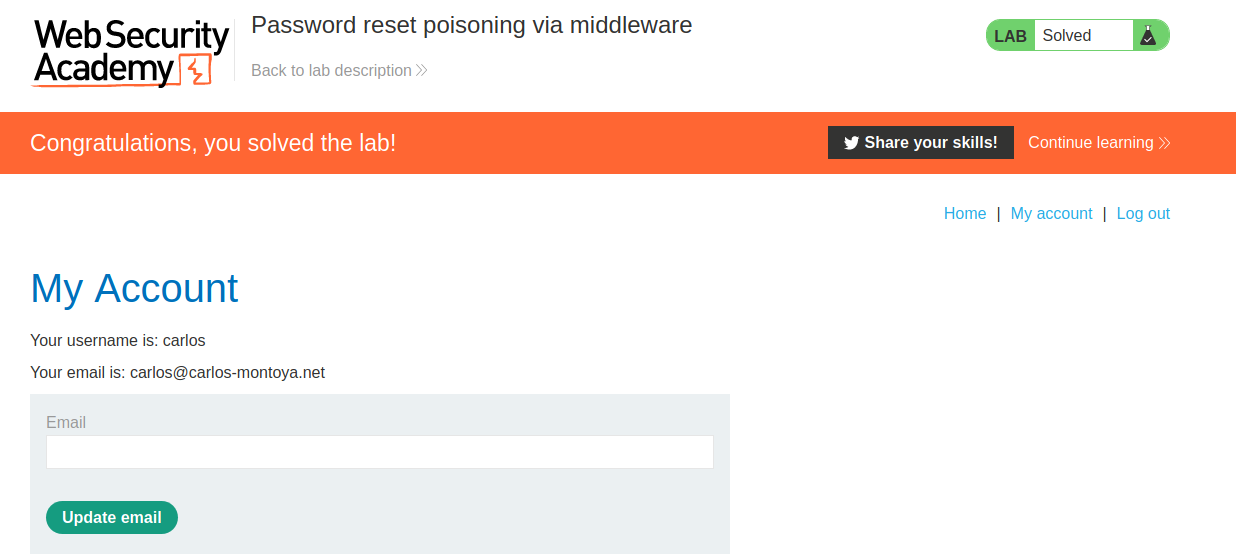 Web Security
Academy
Password reset poisoning via middleware
Back to lab description
LAB Solved
Congratulations, you solved the lab!
Share your skills!
Continue learning
Home | My account | Log out
My Account
Your username is: carlos
Your email is: carlos@carlos-montoya.net
Email
Update email